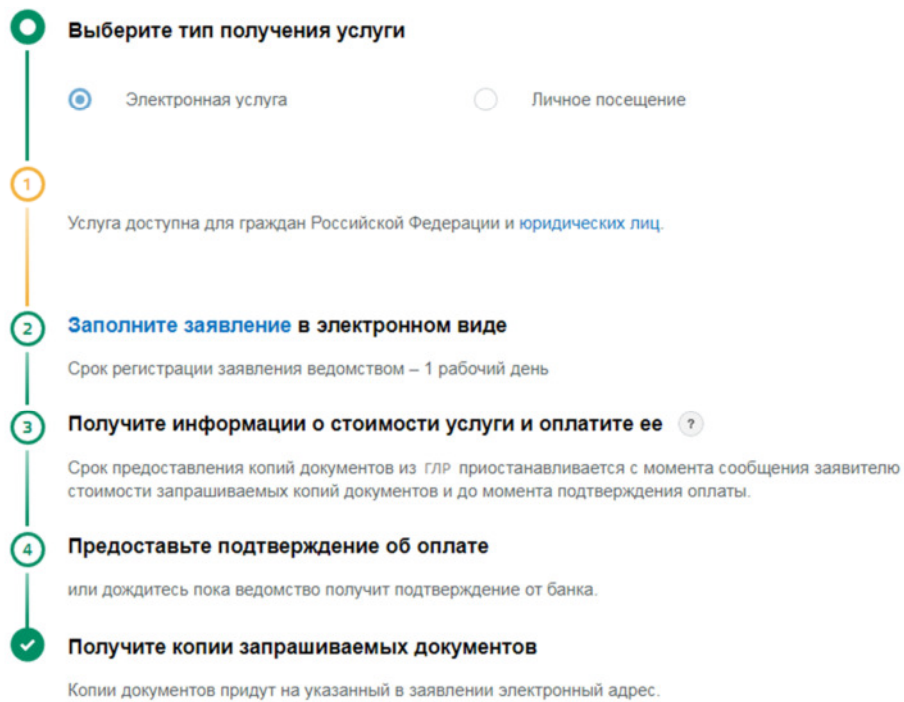 Выберите тип получения услуги
Электронная услуга
Личное посещение
1
Услуга доступна для граждан Российской Федерации и юридических лиц.
2
Заполните заявление в электронном виде
Срок регистрации заявления ведомством – 1 рабочий день
3
Получите информации о стоимости услуги и оплатите ее ?
Срок предоставления копий документов из ГЛР приостанавливается с момента сообщения заявителю
стоимости запрашиваемых копий документов и до момента подтверждения оплаты.
4
Предоставьте подтверждение об оплате
или дождитесь пока ведомство получит подтверждение от банка.
Получите копии запрашиваемых документов
Копии документов придут на указанный в заявлении электронный адрес.